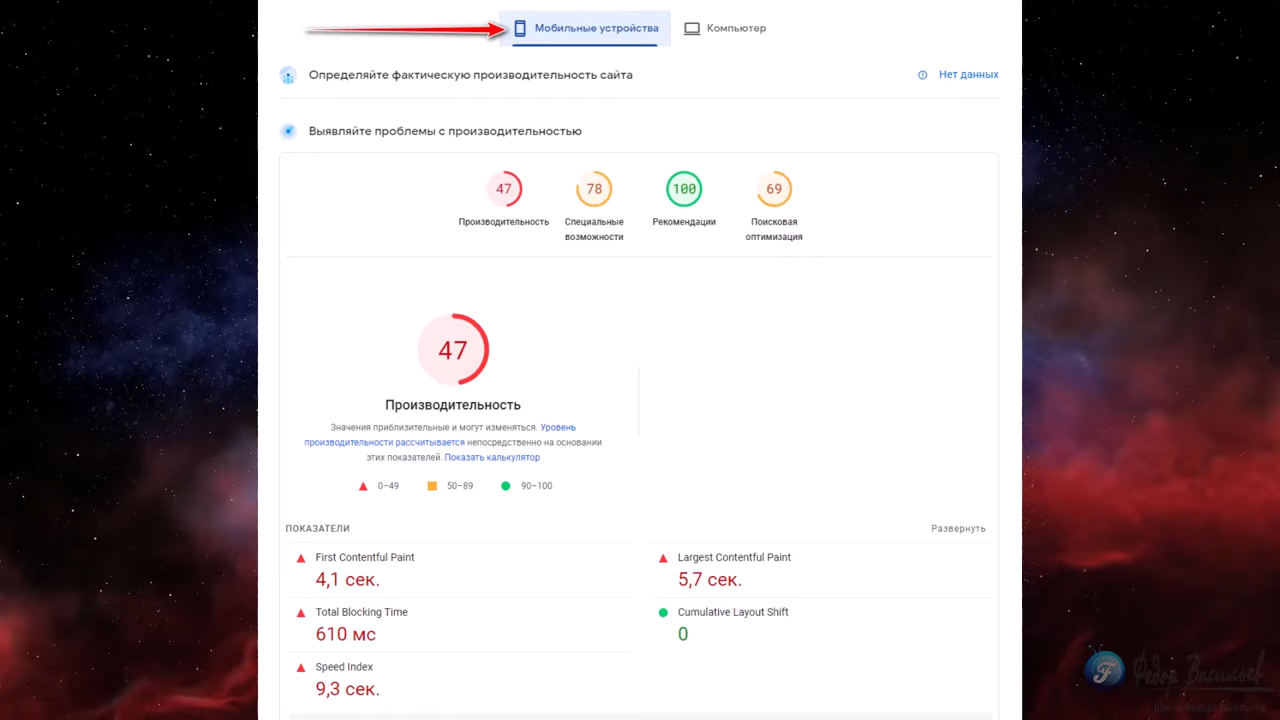 Мобильные устройства
Компьютер
Определяйте фактическую производительность сайта
Нет данных
Выявляйте проблемы с производительностью
47
78
100
69
Производительность
Специальные
возможности
Рекомендации
Поисковая
оптимизация
47
Производительность
Значения приблизительные и могут изменяться. Уровень
производительности рассчитывается непосредственно на основании
этих показателей. Показать калькулятор
0–49
50–89
90–100
ПОКАЗАТЕЛИ
Развернуть
First Contentful Paint
4,1 сек.
Largest Contentful Paint
5,7 сек.
Total Blocking Time
610 мс
Cumulative Layout Shift
0
Speed Index
9,3 сек.
Федор Васильев